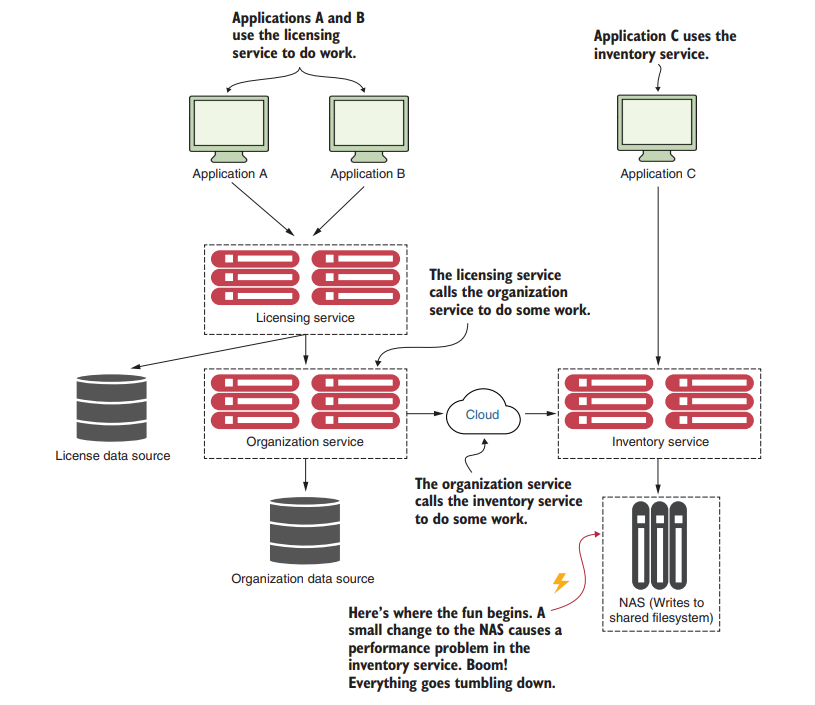 Applications A and B
use the licensing
service to do work.
Application C uses the
inventory service.
Application A
Application B
Application C
The licensing service
calls the organization
service to do some work.
Licensing service
Cloud
License data source
Organization service
Inventory service
The organization service
calls the inventory service
to do some work.
Organization data source
NAS (Writes to
shared filesystem)
Here's where the fun begins. A
small change to the NAS causes a
performance problem in the
inventory service. Boom!
Everything goes tumbling down.